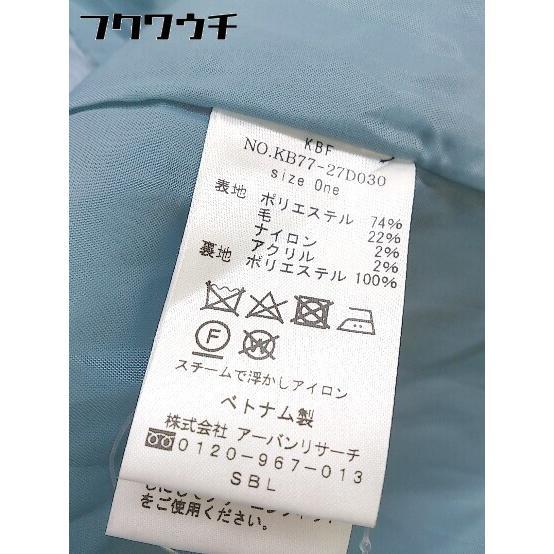 フクワウチ
KBF
NO.KB77-27D030
size One
表地 ポリエステル 74%
毛 22%
ナイロン 2%
アクリル 2%
裏地 ポリエステル 100%
F
W
スチームで浮かしアイロン
ベトナム製
株式会社 アーバンリサーチ
0120-967-013
SBL
をご使用ください。